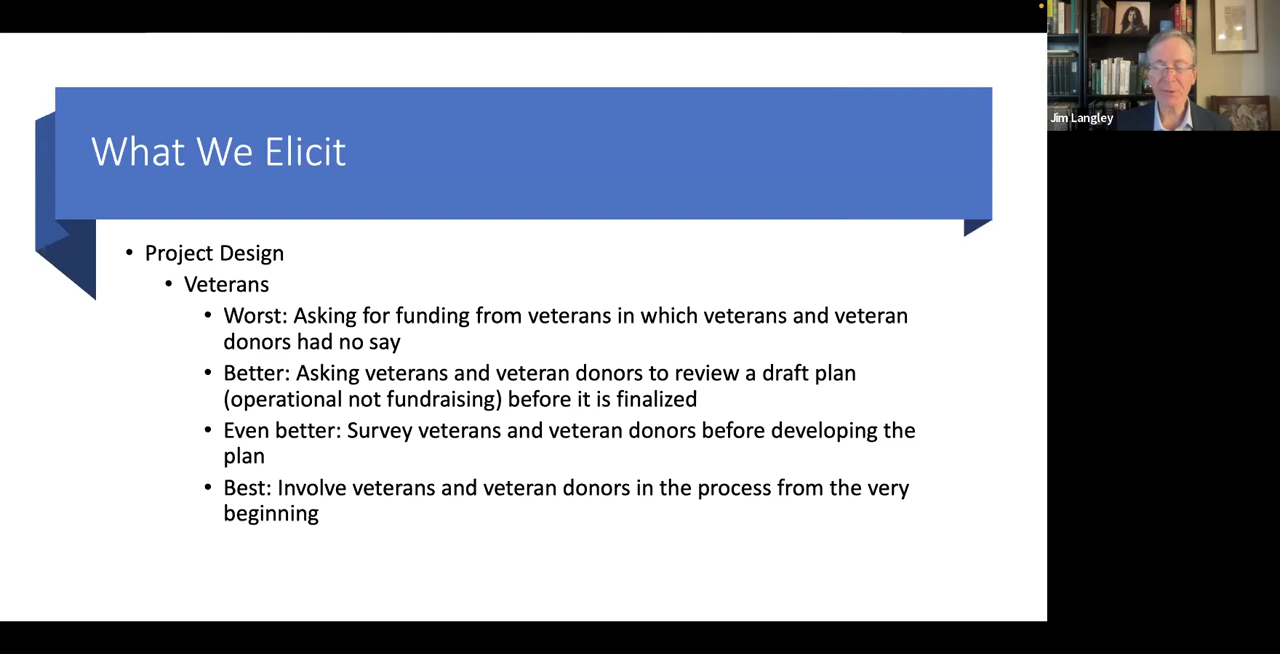 What We Elicit
• Project Design
• Veterans
• Worst: Asking for funding from veterans in which veterans and veteran
donors had no say
• Better: Asking veterans and veteran donors to review a draft plan
(operational not fundraising) before it is finalized
• Even better: Survey veterans and veteran donors before developing the
plan
• Best: Involve veterans and veteran donors in the process from the very
beginning
Jim Langley